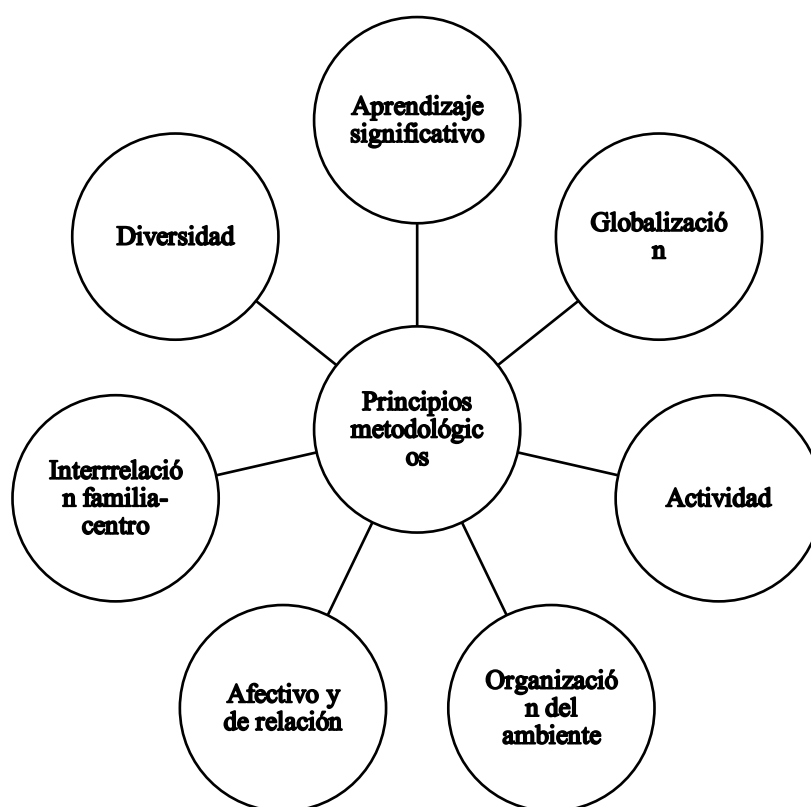 Aprendizaje
significativo
Globalizació
n
Actividad
Organizació
n del
ambiente
Afectivo y
de relación
Interrrelació
n familia-
centro
Diversidad
Principios
metodológic
os